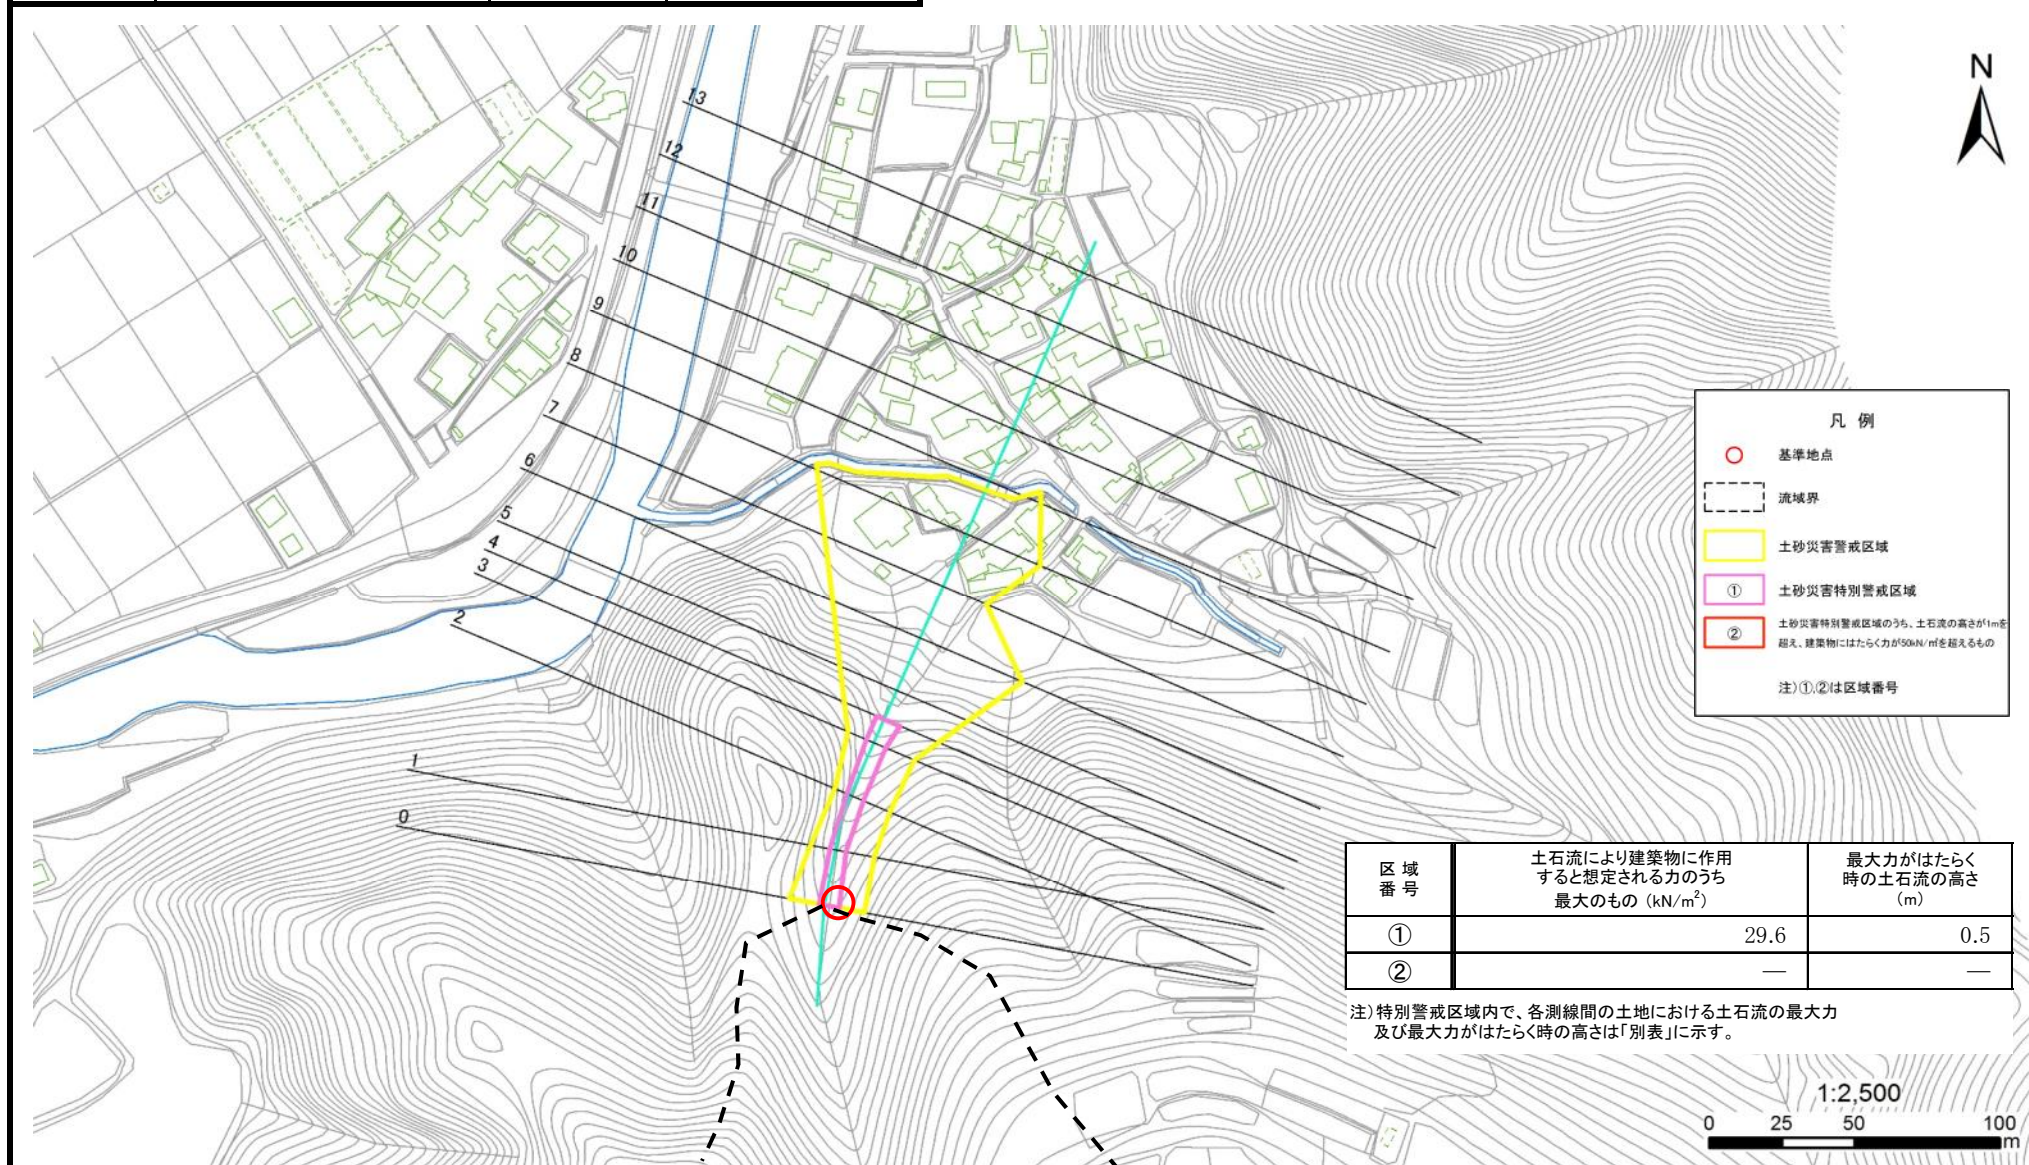 N
13
12
11
10
9
8
7
6
5
4
3
2
1
0
凡 例
基準地点
流域界
土砂災害警戒区域
① 土砂災害特別警戒区域
② 土砂災害特別警戒区域のうち、土石流の高さが1mを
超え、建築物にはたらく力が50kN/㎡を超えるもの
注)①,②は区域番号
区 域
番 号
土石流により建築物に作用
すると想定される力のうち
最大のもの (kN/m²)
最大力がはたらく
時の土石流の高さ
(m)
① 29.6 0.5
② — —
注)特別警戒区域内で、各測線間の土地における土石流の最大力
及び最大力がはたらく時の高さは「別表」に示す。
1:2,500
0 25 50 100
m